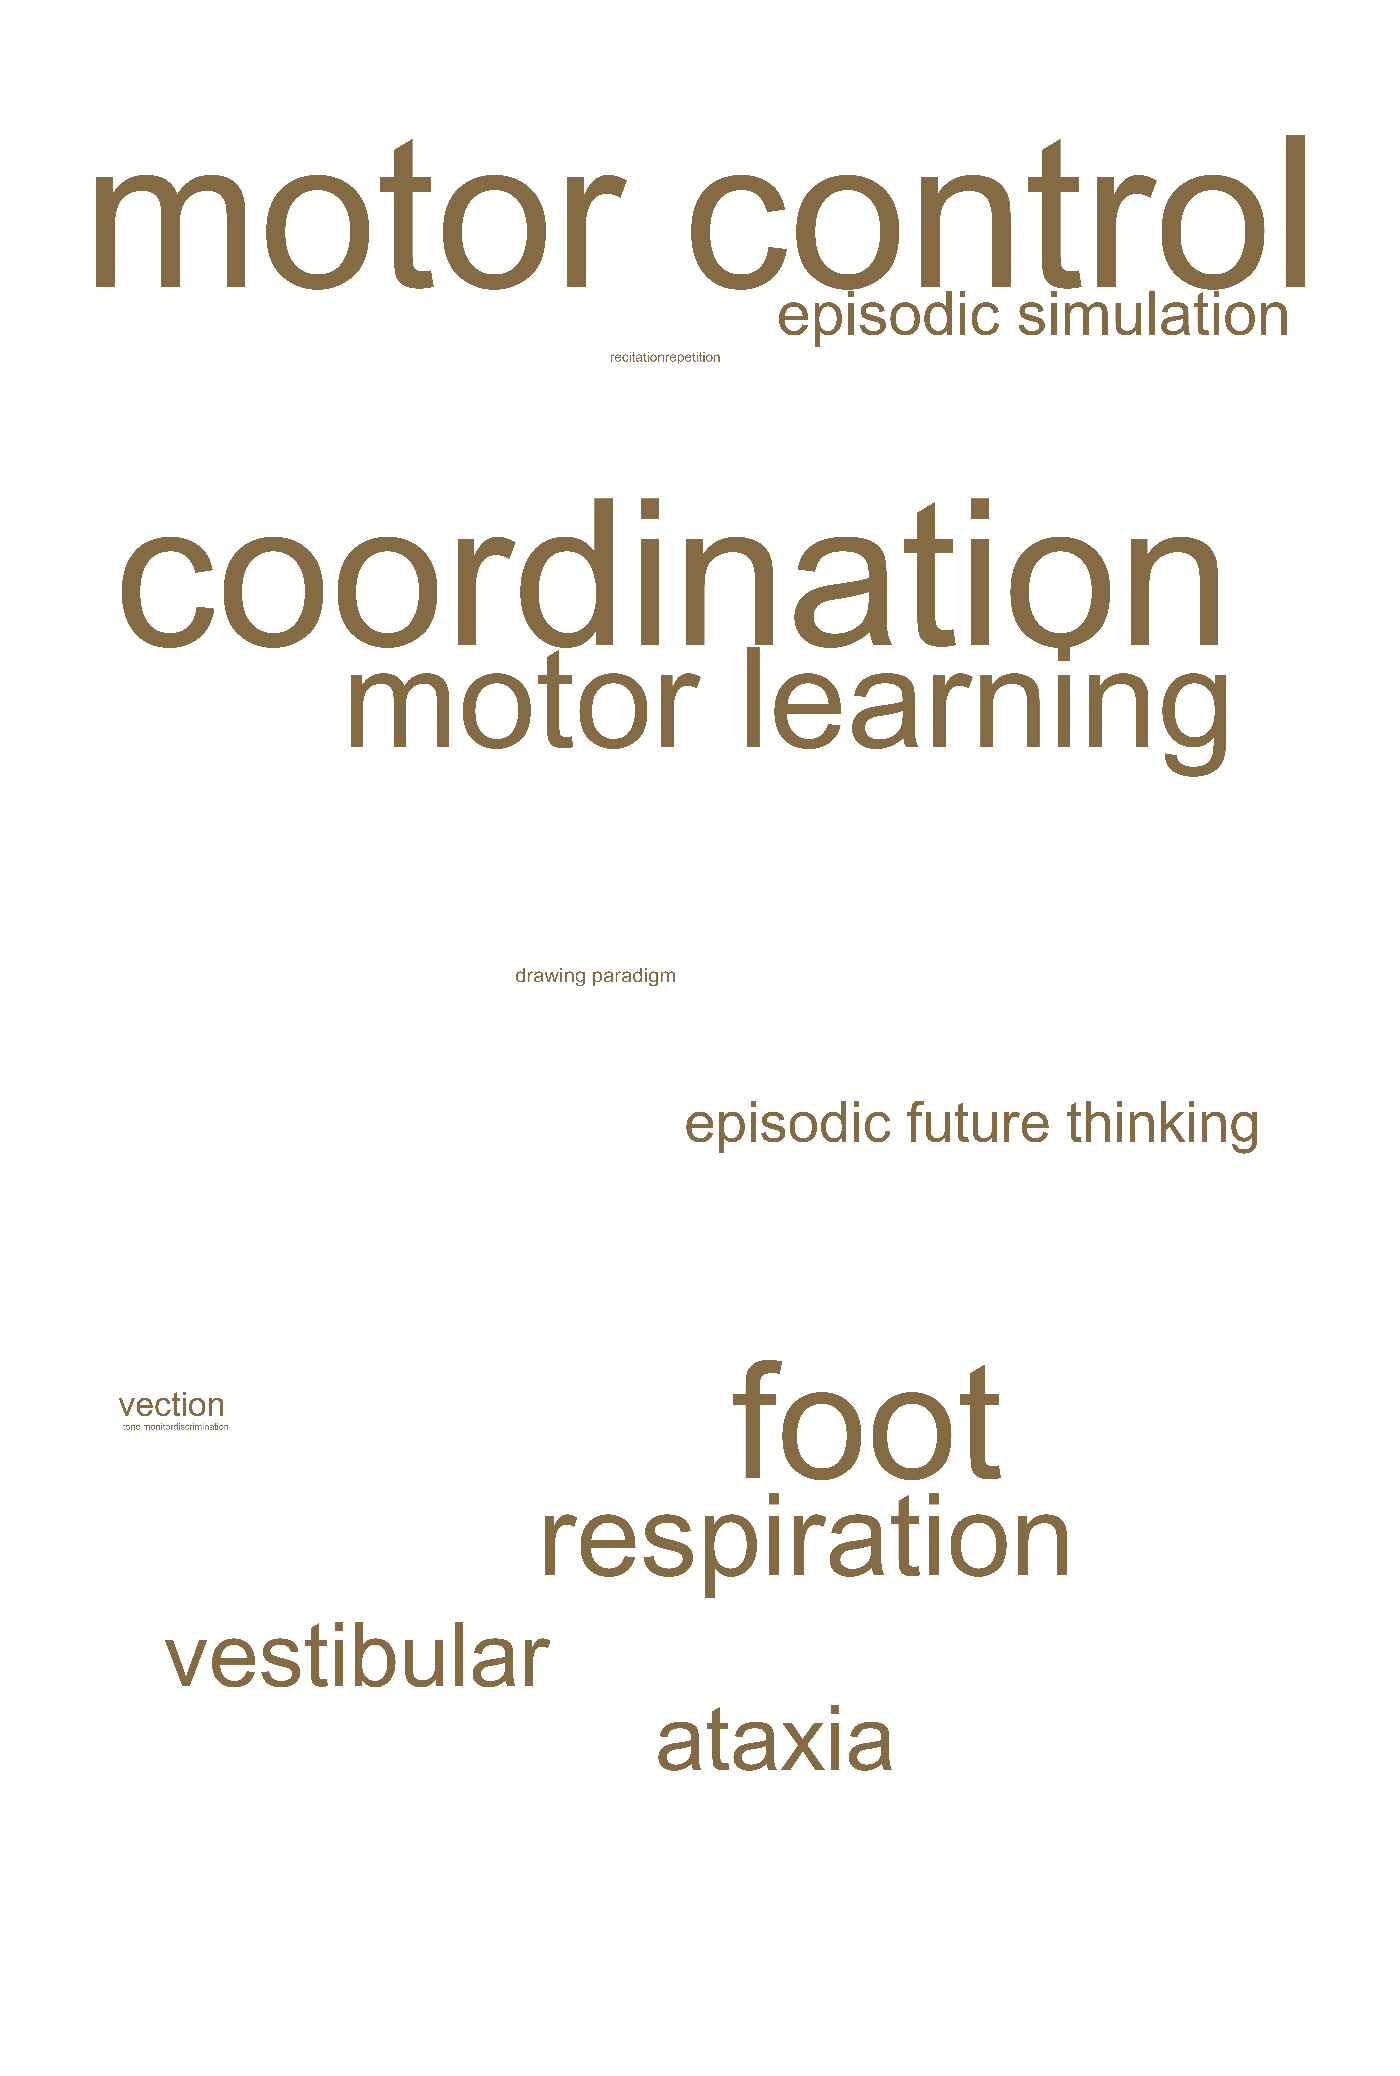 motor control
episodic simulation
recitationrepetition
coordination
motor learning
drawing paradigm
episodic future thinking
foot
vection
tone monitordiscrimination
respiration
vestibular
ataxia